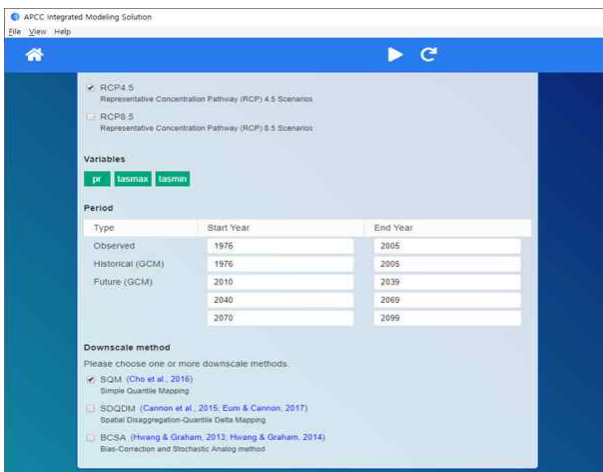 APCC Integrated Modeling Solution
File View Help
RCP4.5
Representative Concentration Pathway (RCP) 4.5 Scenarios
RCP8.5
Representative Concentration Pathway (RCP) 8.5 Scenarios
Variables
pr tasmax tasmin
Period
Type Start Year End Year
Observed 1976 2005
Historical (GCM) 1976 2005
Future (GCM) 2010 2039
2040 2069
2070 2099
Downscale method
Please choose one or more downscale methods.
SQM (Cho et al., 2016)
Simple Quantile Mapping
SDQDM (Cannon et al., 2015; Eum & Cannon, 2017)
Spatial Disaggregation-Quantile Delta Mapping
BCSA (Hwang & Graham, 2013; Hwang & Graham, 2014)
Bias-Correction and Stochastic Analog method